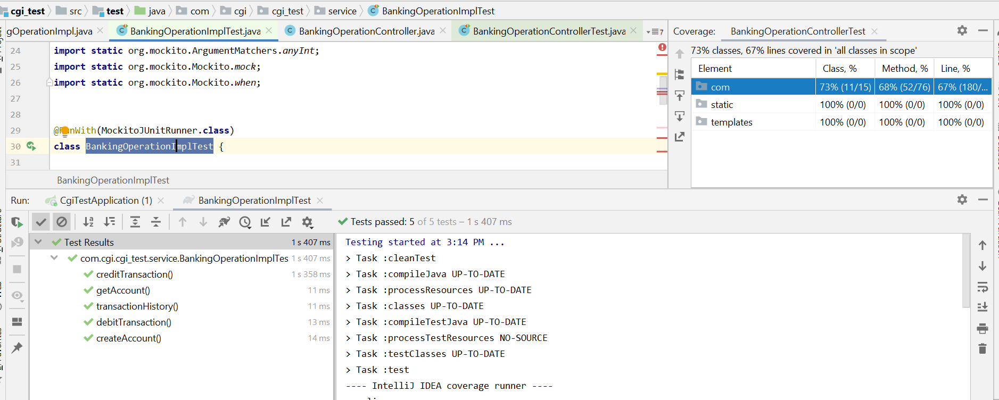 cgi_test src test java com cgi cgi_test service BankingOperationImplTest
gOperationImpl.java BankingOperationImplTest.java BankingOperationController.java BankingOperationControllerTest.java 7
24 import static org.mockito.ArgumentMatchers.anyInt;
25 import static org.mockito.Mockito.mock;
26 import static org.mockito.Mockito.when;
27
28
29 @RunWith(MockitoJUnitRunner.class)
30 class BankingOperationImplTest {
31
BankingOperationImplTest
Coverage: BankingOperationControllerTest
73% classes, 67% lines covered in 'all classes in scope'
Element Class, % Method, % Line, %
com 73% (11/15) 68% (52/76) 67% (180/...
static 100% (0/0) 100% (0/0) 100% (0/0)
templates 100% (0/0) 100% (0/0) 100% (0/0)
Run: CgiTestApplication (1) BankingOperationImplTest
Tests passed: 5 of 5 tests – 1 s 407 ms
Test Results 1 s 407 ms
com.cgi.cgi_test.service.BankingOperationImplTes 1 s 407 ms
creditTransaction() 1 s 358 ms
getAccount() 11 ms
transactionHistory() 11 ms
debitTransaction() 13 ms
createAccount() 14 ms
Testing started at 3:14 PM ...
> Task :cleanTest
> Task :compileJava UP-TO-DATE
> Task :processResources UP-TO-DATE
> Task :classes UP-TO-DATE
> Task :compileTestJava UP-TO-DATE
> Task :processTestResources NO-SOURCE
> Task :testClasses UP-TO-DATE
> Task :test
---- IntelliJ IDEA coverage runner ----